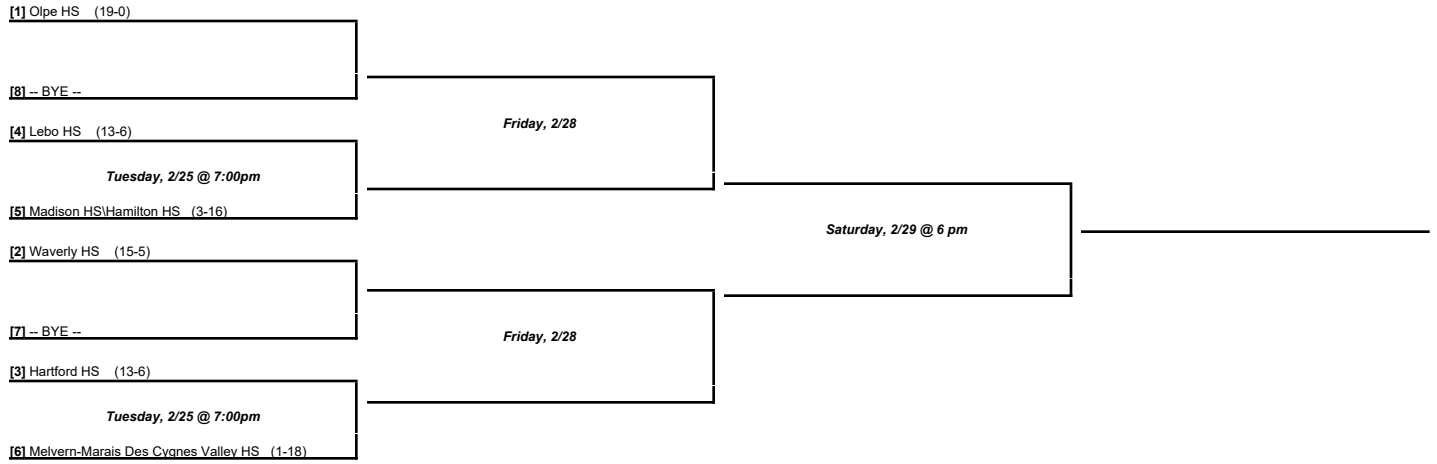 [1] Olpe HS (19-0)
[8] -- BYE --
[4] Lebo HS (13-6)
Friday, 2/28
Tuesday, 2/25 @ 7:00pm
[5] Madison HS\Hamilton HS (3-16)
Saturday, 2/29 @ 6 pm
[2] Waverly HS (15-5)
[7] -- BYE --
Friday, 2/28
[3] Hartford HS (13-6)
Tuesday, 2/25 @ 7:00pm
[6] Melvern-Marais Des Cygnes Valley HS (1-18)